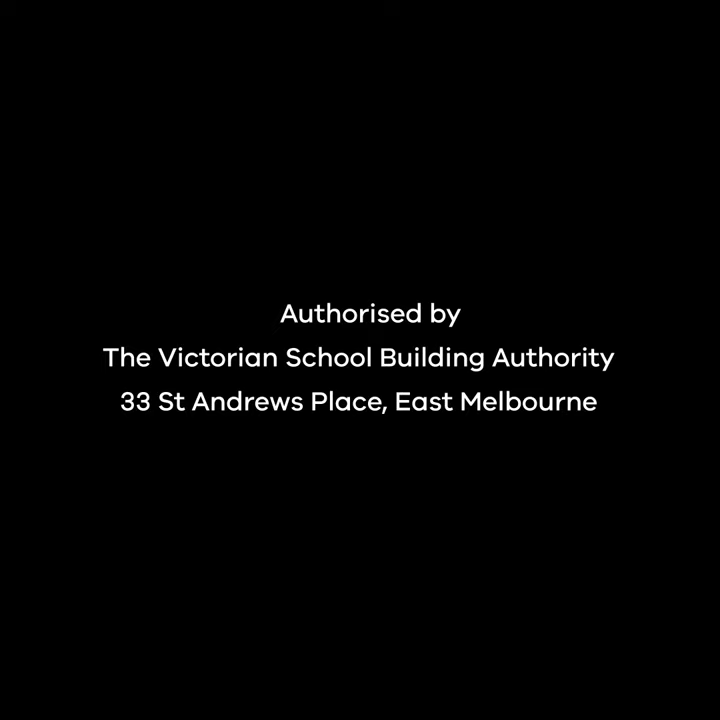 Authorised by
The Victorian School Building Authority
33 St Andrews Place, East Melbourne